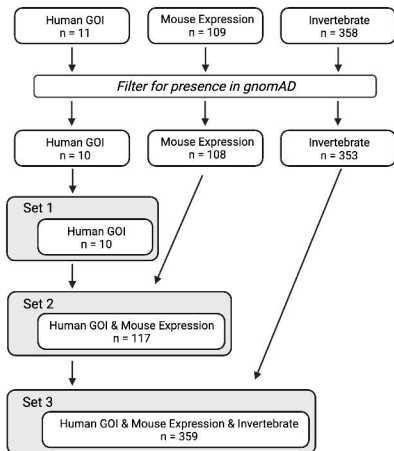 Human GOI
n = 11
Mouse Expression
n = 109
Invertebrate
n = 358
Filter for presence in gnomAD
Human GOI
n = 10
Mouse Expression
n = 108
Invertebrate
n = 353
Set 1
Human GOI
n = 10
Set 2
Human GOI & Mouse Expression
n = 117
Set 3
Human GOI & Mouse Expression & Invertebrate
n = 359